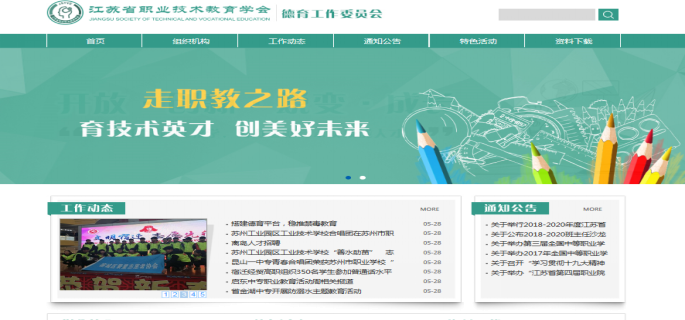 江苏省职业技术教育学会 德育工作委员会
JIANGSU SOCIETY OF TECHNICAL AND VOCATIONAL EDUCATION
首页 组织机构 工作动态 通知公告 特色活动 资料下载
走职教之路
育技术英才 创美好未来
工作动态 MORE
搭建德育平台，稳推禁毒教育 05-28
苏州工业园区工业技术学校合唱团在苏州市职 05-28
南岛人才招聘 05-28
苏州工业园区工业技术学校“善水助苗” 志 05-28
昆山一中专青春合唱团荣获苏州市职业学校“ 05-28
宿迁经贸高职组织350名学生参加普通话水平 05-28
启东中专职业教育活动周相关报道 05-28
省金湖中专开展防溺水主题教育活动 05-28
1 2 3 4 5
通知公告 MORE
关于举行2018-2020年度江苏省
关于公布2018-2020班主任沙龙
关于举办第三届全国中等职业学
关于举行2017年全国中等职业学
关于召开“学习贯彻十九大精神
关于举办“江苏省第四届职业院